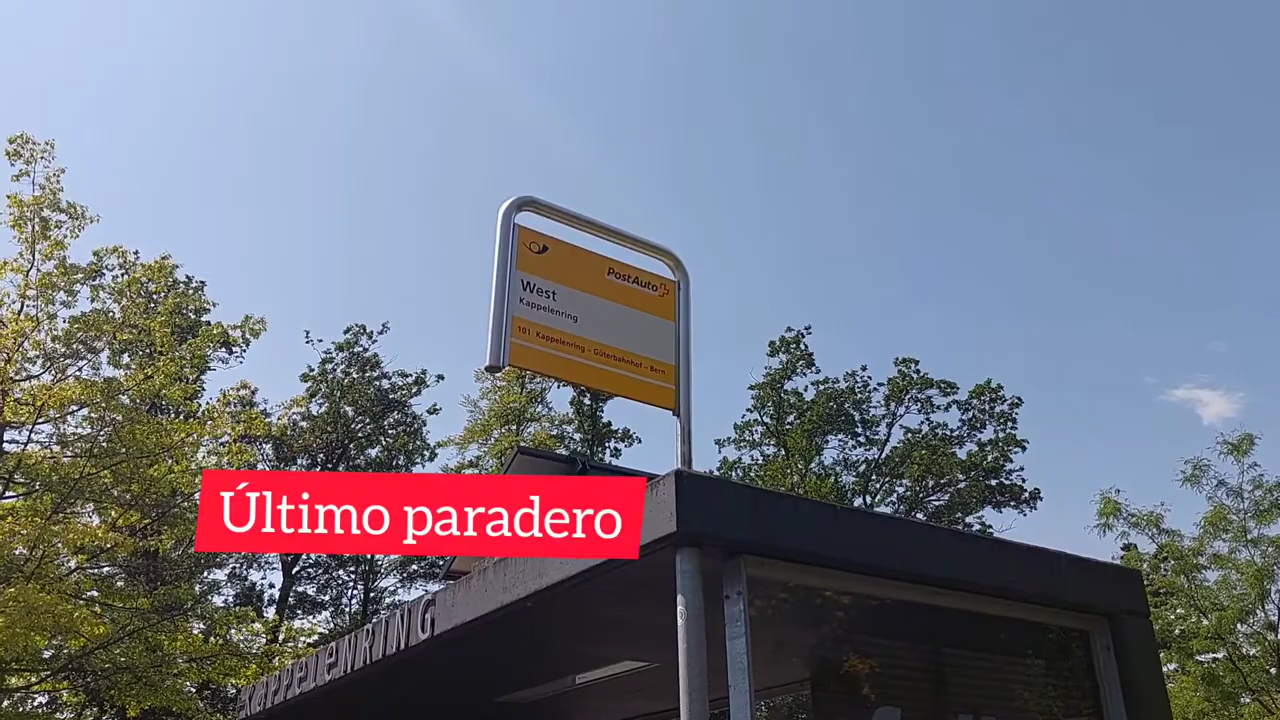 PostAuto
West
Kappelenring
101 Kappelenring – Güterbahnhof – Bern
Último paradero
KAPPELENRING